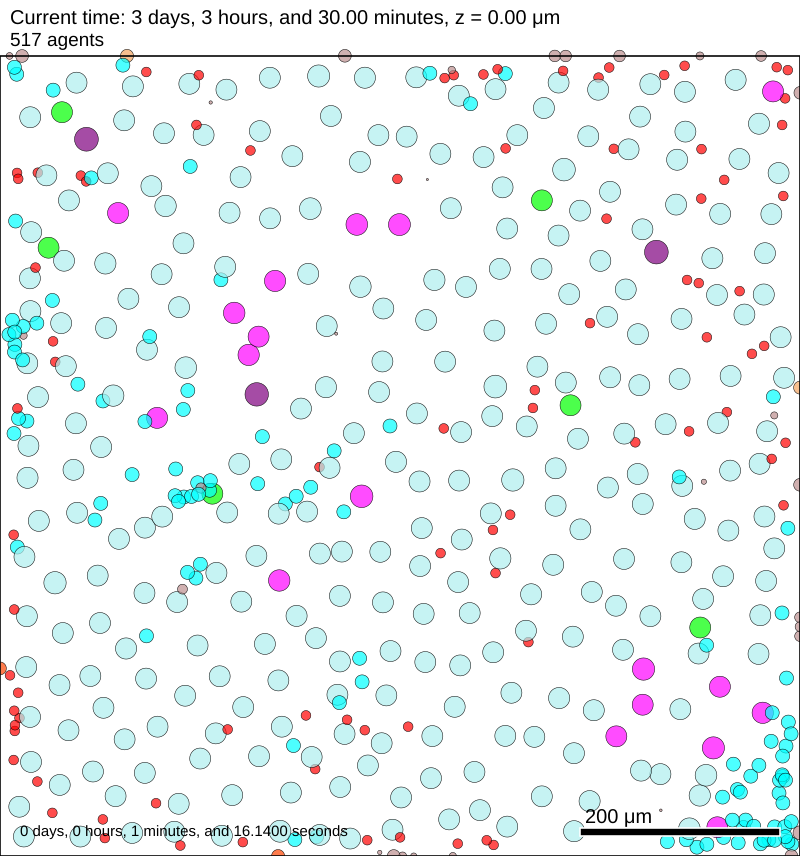 Current time: 3 days, 3 hours, and 30.00 minutes, z = 0.00 μm
517 agents
200 μm
0 days, 0 hours, 1 minutes, and 16.1400 seconds